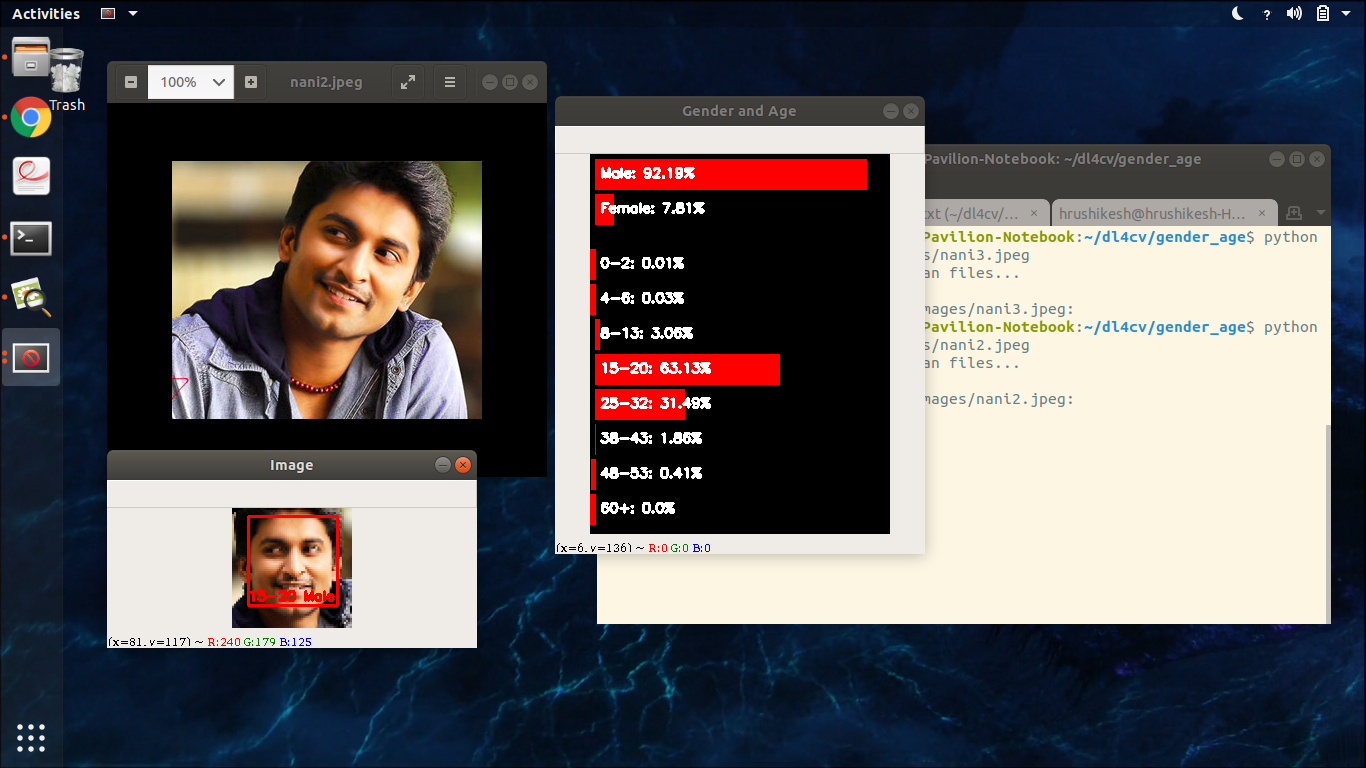 Activities
?
Trash
100%
nani2.jpeg
Gender and Age
Male: 92.19%
Female: 7.81%
0-2: 0.01%
4-6: 0.03%
8-13: 3.06%
15-20: 63.13%
25-32: 31.49%
38-43: 1.86%
48-53: 0.41%
60+: 0.0%
(x=6, y=136) ~ R:0 G:0 B:0
Pavilion-Notebook: ~/dl4cv/gender_age
xt (~/dl4cv/... ×
hrushikesh@hrushikesh-H... ×
Pavilion-Notebook:~/dl4cv/gender_age$ python
s/nani3.jpeg
an files...
mages/nani3.jpeg:
Pavilion-Notebook:~/dl4cv/gender_age$ python
s/nani2.jpeg
an files...
mages/nani2.jpeg:
Image
15-20 Male
(x=81, y=117) ~ R:240 G:179 B:125